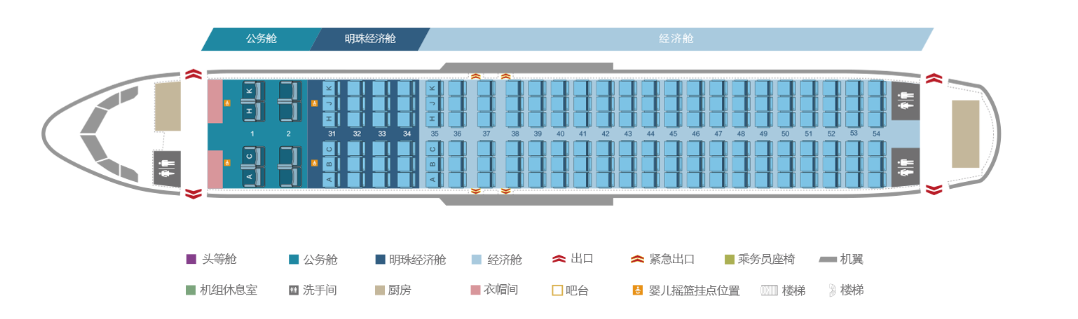 公务舱 明珠经济舱 经济舱
K K K
J J
H H H
1 2 31 32 33 34 35 36 37 38 39 40 41 42 43 44 45 46 47 48 49 50 51 52 53 54
C C C
B B
A A A
头等舱 公务舱 明珠经济舱 经济舱 出口 紧急出口 乘务员座椅 机翼
机组休息室 洗手间 厨房 衣帽间 吧台 婴儿摇篮挂点位置 楼梯 楼梯